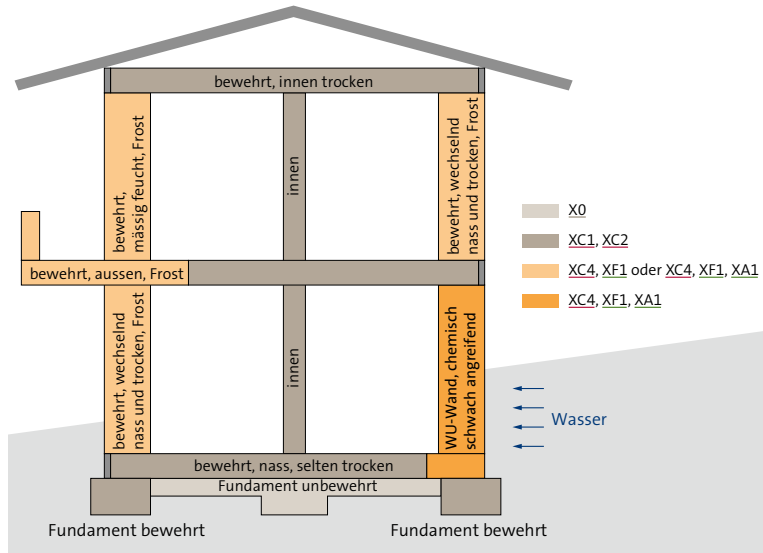 bewehrt, innen trocken
bewehrt,
mässig feucht, Frost
innen
bewehrt, wechselnd
nass und trocken, Frost
X0
XC1, XC2
XC4, XF1 oder XC4, XF1, XA1
XC4, XF1, XA1
bewehrt, aussen, Frost
bewehrt, wechselnd
nass und trocken, Frost
innen
WU-Wand, chemisch
schwach angreifend
Wasser
bewehrt, nass, selten trocken
Fundament unbewehrt
Fundament bewehrt
Fundament bewehrt